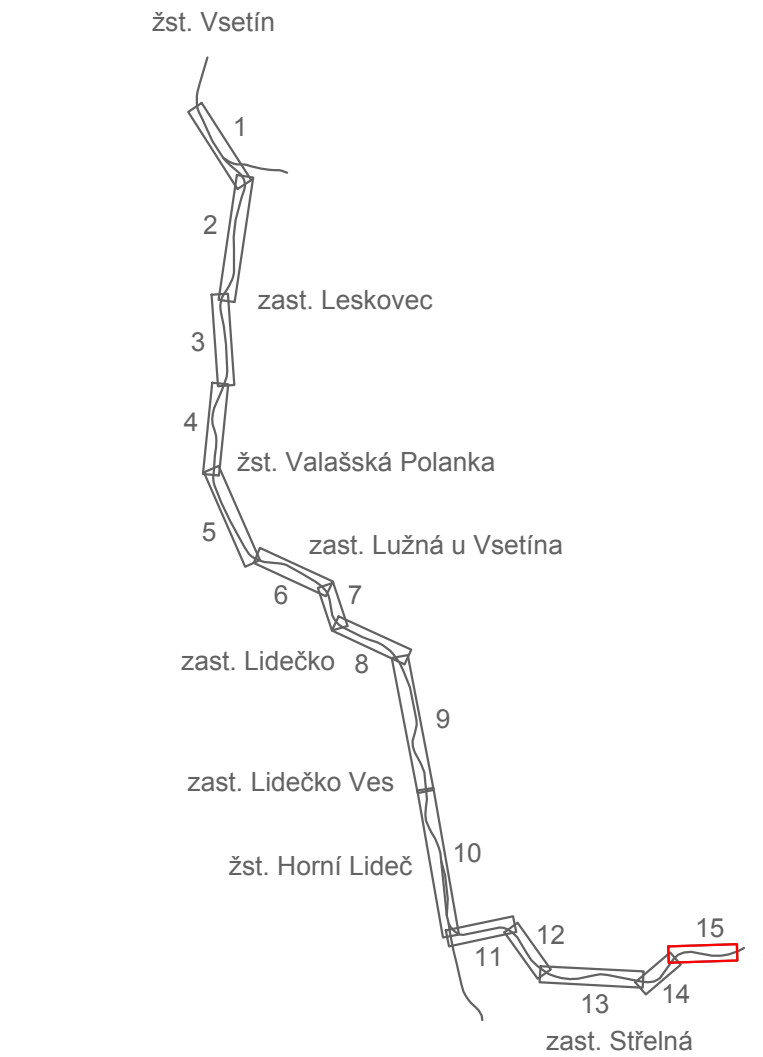 žst. Vsetín
1
2
zast. Leskovec
3
4
žst. Valašská Polanka
5
zast. Lužná u Vsetína
6
7
zast. Lidečko
8
9
zast. Lidečko Ves
10
žst. Horní Lideč
11
12
15
13
14
zast. Střelná